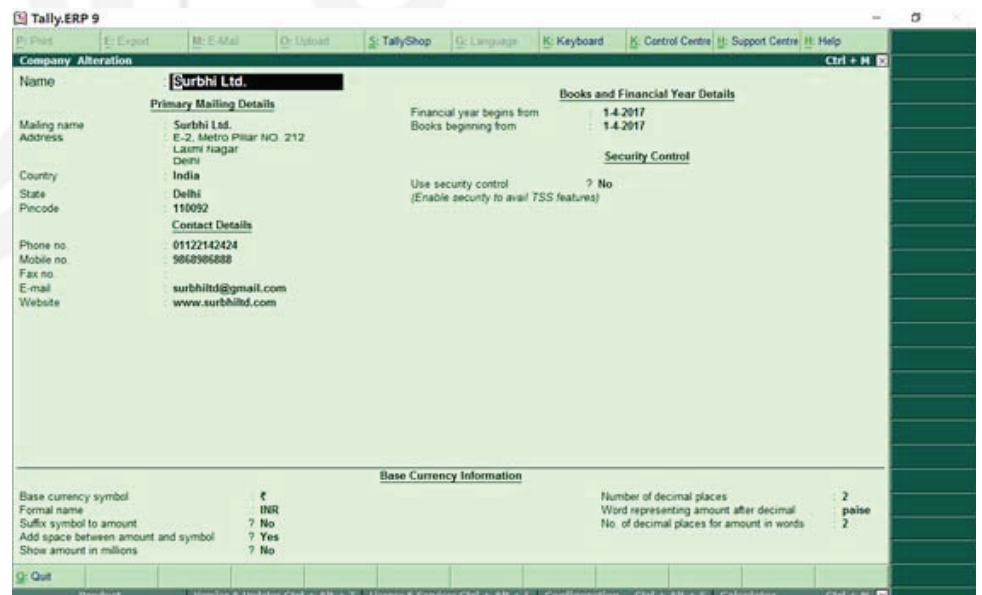 Tally.ERP 9
P: Print E: Export M: E-Mail O: Upload S: TallyShop G: Language K: Keyboard K: Control Centre H: Support Centre H: Help
Company Alteration Ctrl + M
Name : Surbhi Ltd.
Primary Mailing Details
Mailing name : Surbhi Ltd.
Address : E-2, Metro Pillar NO. 212
Laxmi Nagar
Delhi
Country : India
State : Delhi
Pincode : 110092
Contact Details
Phone no. : 01122142424
Mobile no. : 9868986888
Fax no. :
E-mail : surbhiltd@gmail.com
Website : www.surbhiltd.com
Books and Financial Year Details
Financial year begins from : 1-4-2017
Books beginning from : 1-4-2017
Security Control
Use security control ? No
(Enable security to avail TSS features)
Base Currency Information
Base currency symbol : ₹
Formal name : INR
Suffix symbol to amount ? No
Add space between amount and symbol ? Yes
Show amount in millions ? No
Number of decimal places : 2
Word representing amount after decimal : paise
No. of decimal places for amount in words : 2
Q: Quit